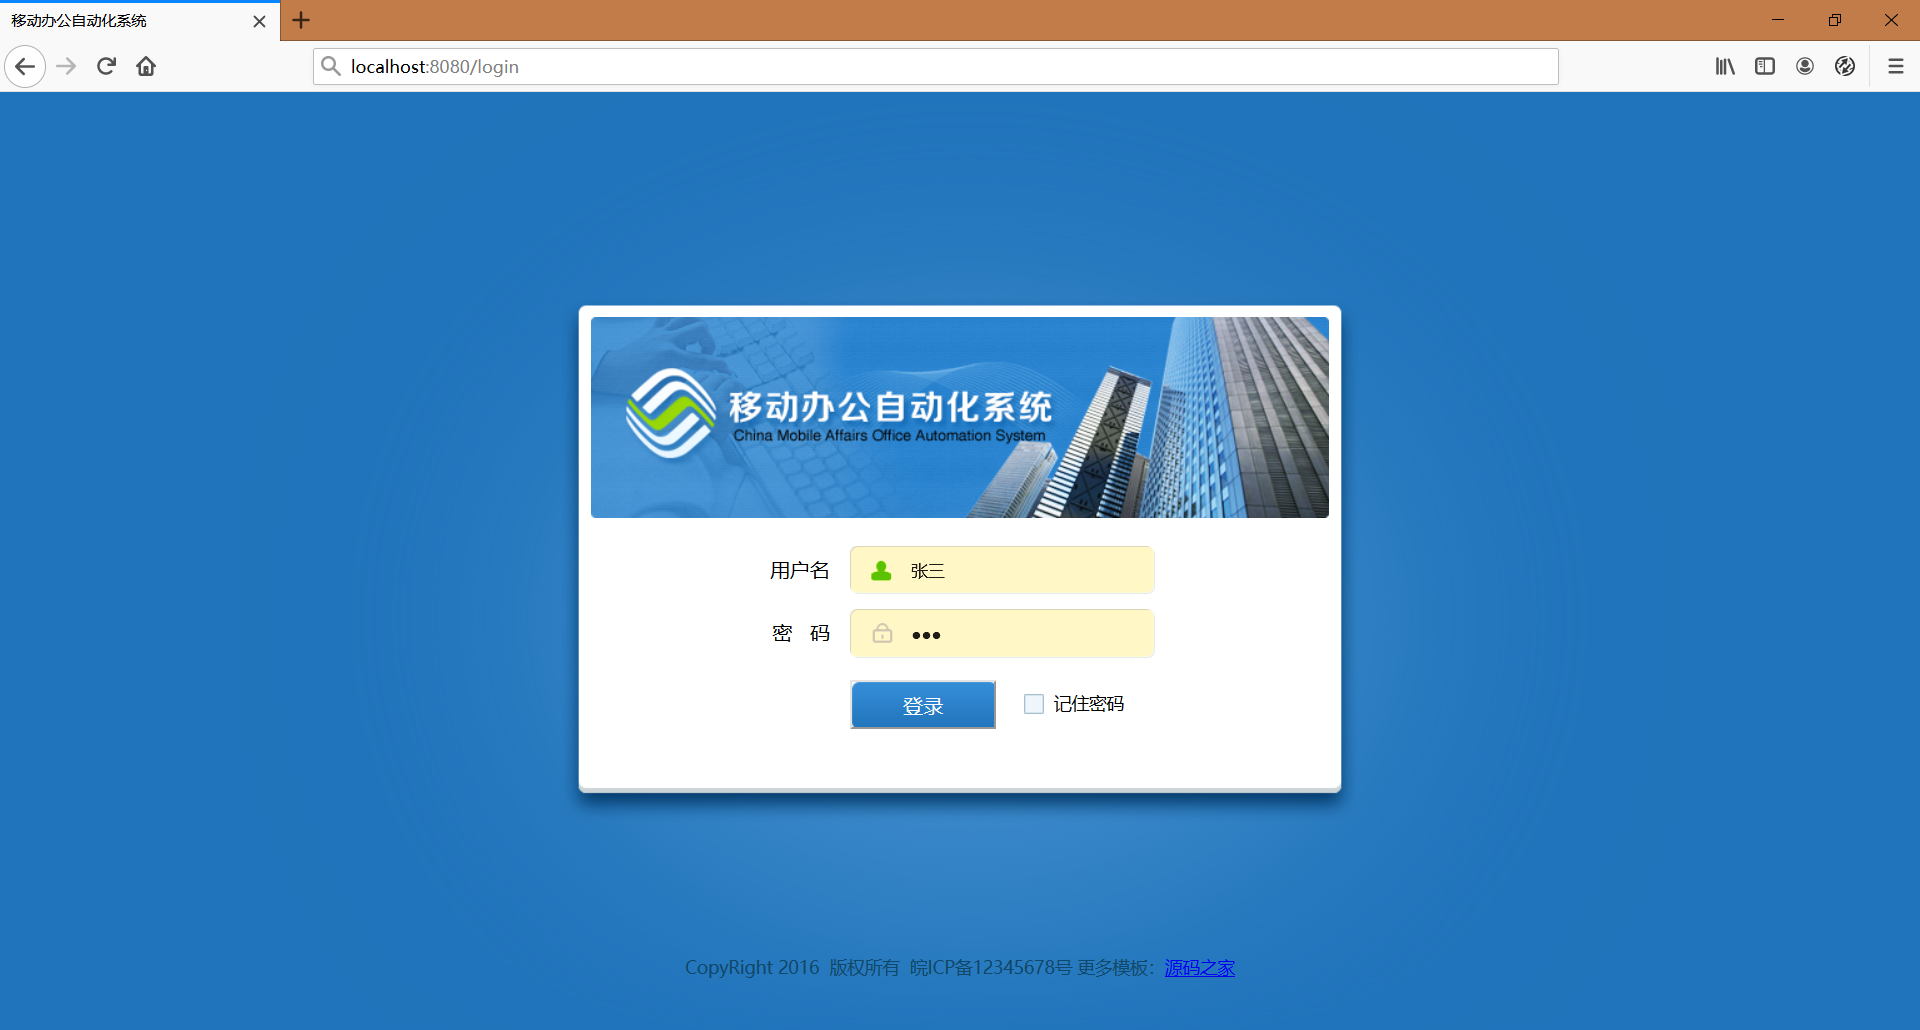 移动办公自动化系统
localhost:8080/login
移动办公自动化系统
China Mobile Affairs Office Automation System
用户名 张三
密 码 •••
登录 记住密码
CopyRight 2016 版权所有 皖ICP备12345678号 更多模板：源码之家